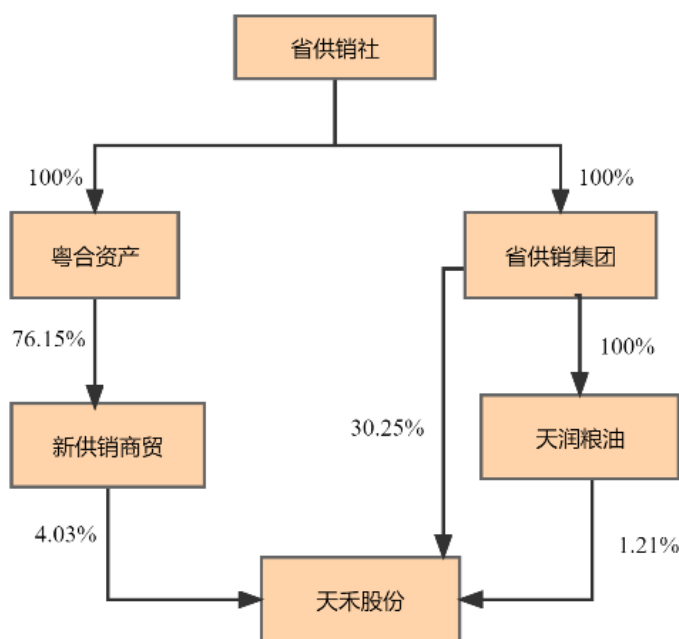 省供销社
100%
100%
粤合资产
省供销集团
76.15%
100%
30.25%
新供销商贸
天润粮油
4.03%
1.21%
天禾股份